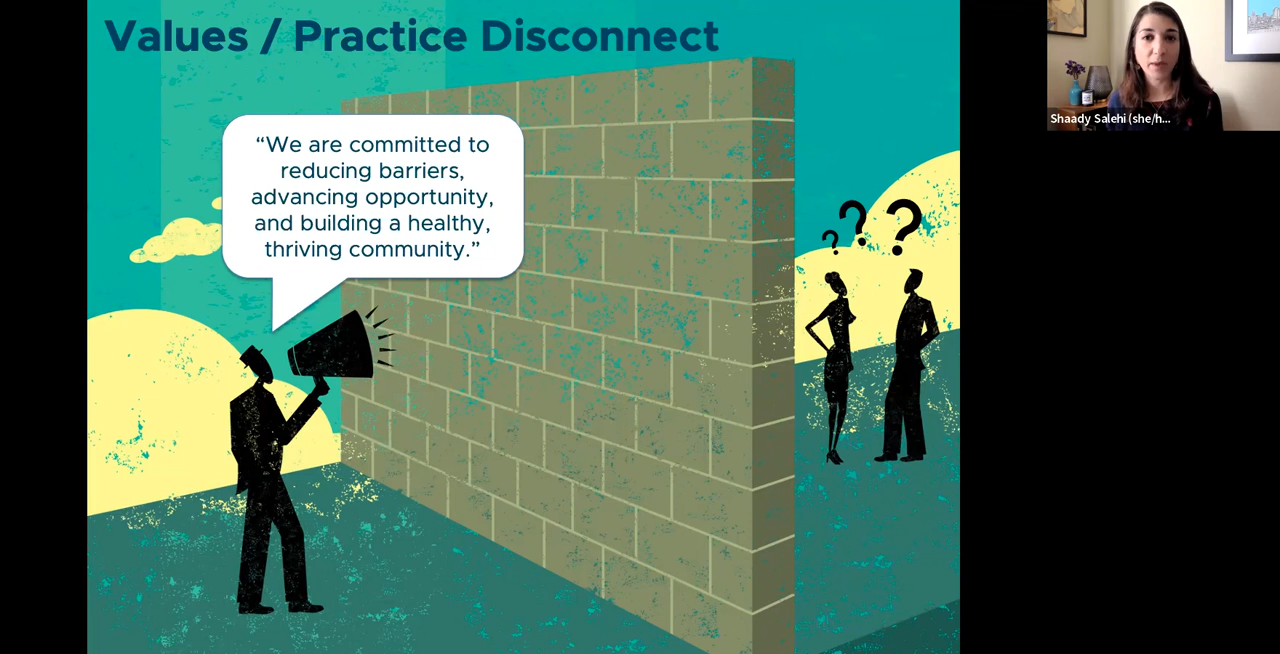 Values / Practice Disconnect
“We are committed to
reducing barriers,
advancing opportunity,
and building a healthy,
thriving community.”
? ? ?
Shaady Salehi (she/h...